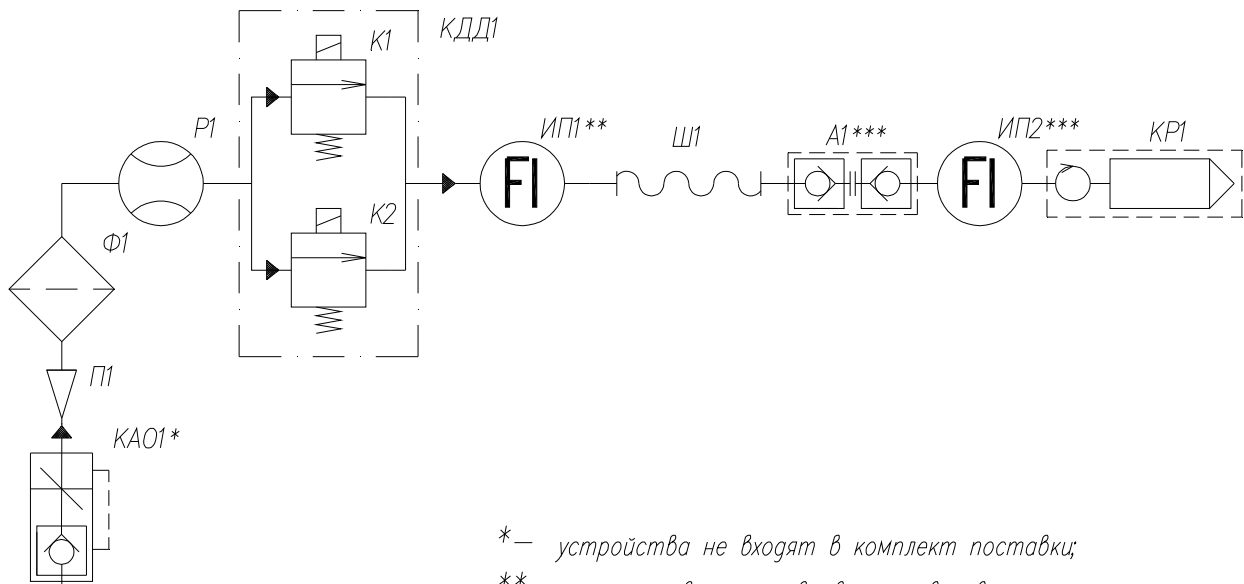 К1
КДД1
Р1
ИП1**
Ш1
А1***
ИП2***
КР1
FI
FI
К2
Ф1
П1
КАО1*
*— устройства не входят в комплект поставки;
**